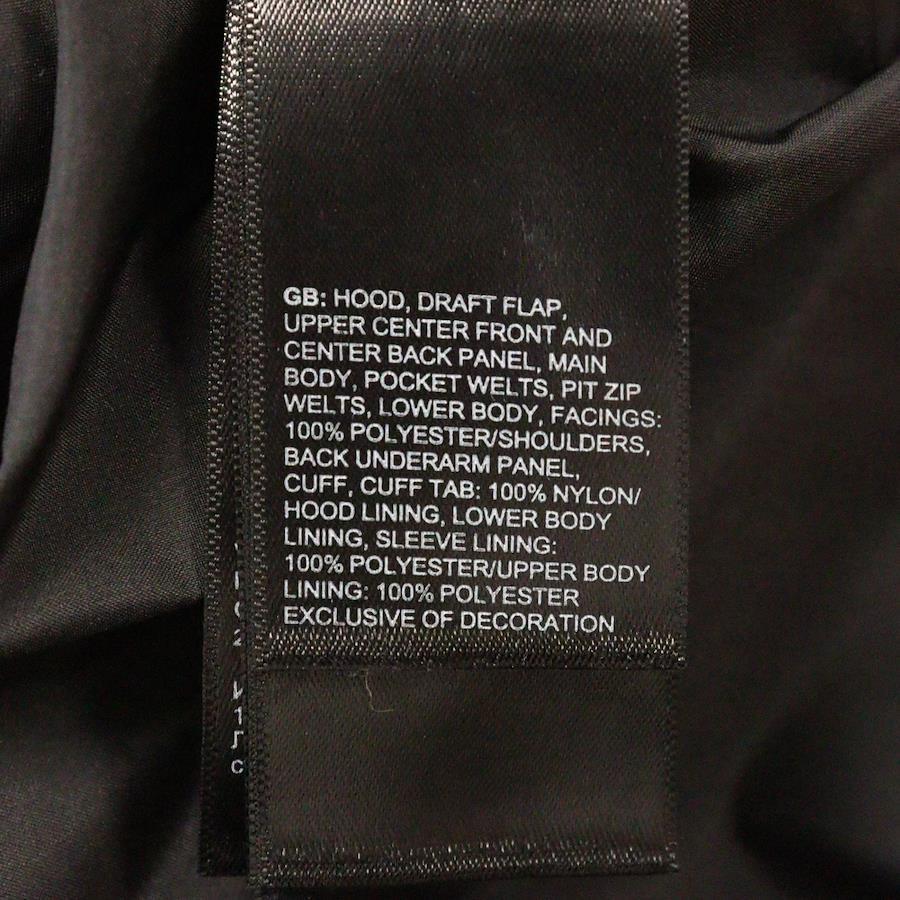 GB: HOOD, DRAFT FLAP,
UPPER CENTER FRONT AND
CENTER BACK PANEL, MAIN
BODY, POCKET WELTS, PIT ZIP
WELTS, LOWER BODY, FACINGS:
100% POLYESTER/SHOULDERS,
BACK UNDERARM PANEL,
CUFF, CUFF TAB: 100% NYLON/
HOOD LINING, LOWER BODY
LINING, SLEEVE LINING:
100% POLYESTER/UPPER BODY
LINING: 100% POLYESTER
EXCLUSIVE OF DECORATION